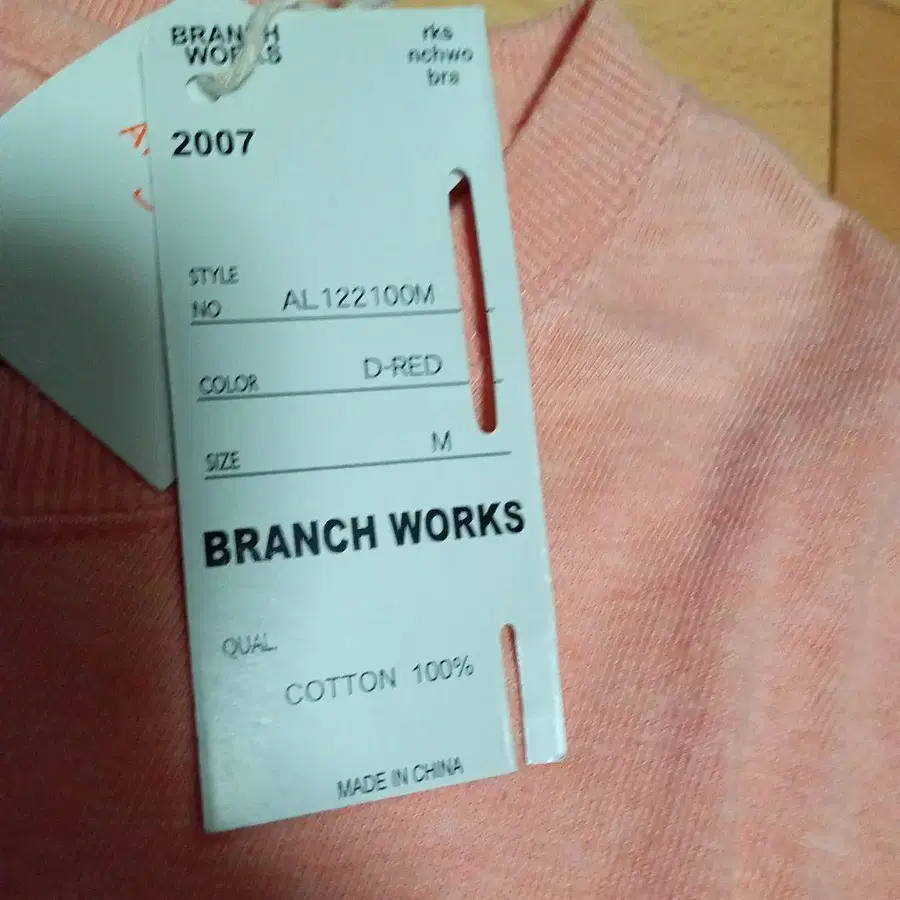 BRANCH
WORKS
rks
nchwo
bra
2007
STYLE
NO AL122100M
COLOR D-RED
SIZE M
BRANCH WORKS
QUAL.
COTTON 100%
MADE IN CHINA